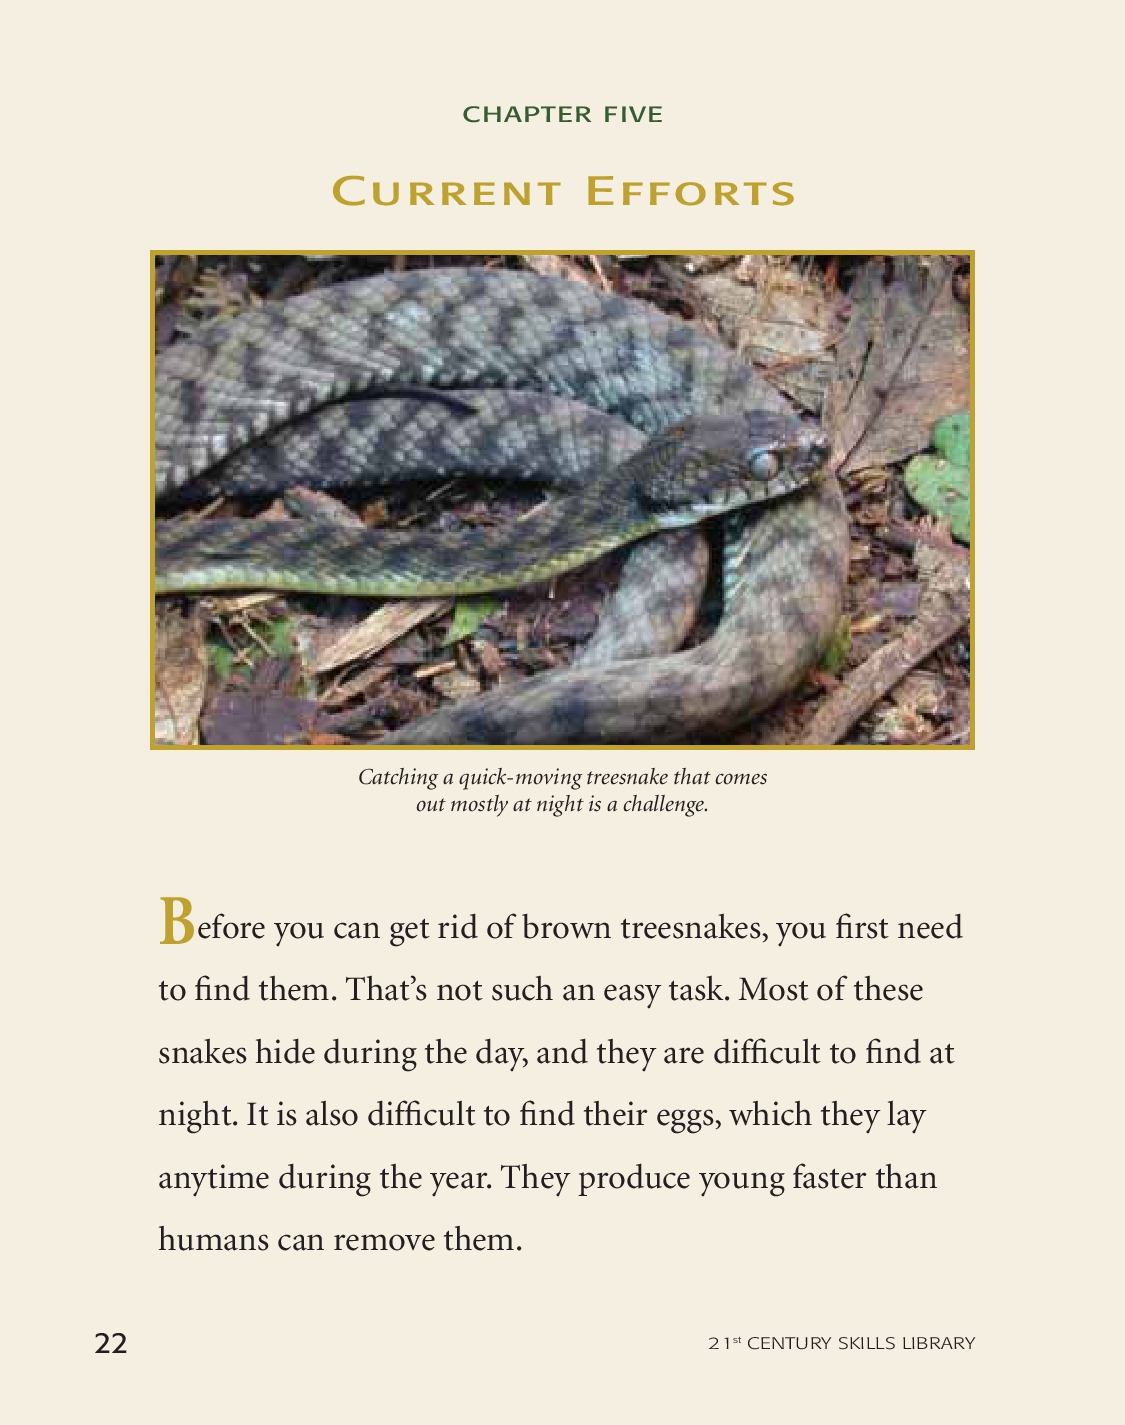 CHAPTER FIVE
CURRENT EFFORTS
Catching a quick-moving treesnake that comes
out mostly at night is a challenge.
Before you can get rid of brown treesnakes, you first need
to find them. That’s not such an easy task. Most of these
snakes hide during the day, and they are difficult to find at
night. It is also difficult to find their eggs, which they lay
anytime during the year. They produce young faster than
humans can remove them.
22
21st CENTURY SKILLS LIBRARY